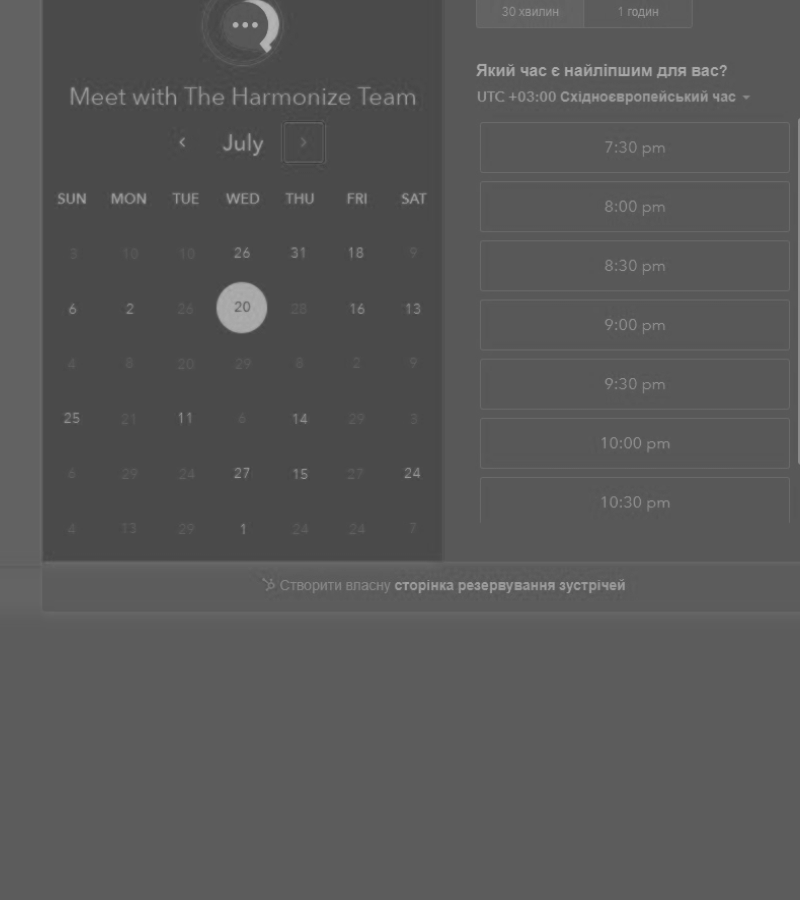 30 хвилин 1 годин
Meet with The Harmonize Team
Який час є найліпшим для вас?
UTC +03:00 Східноєвропейський час
July
SUN MON TUE WED THU FRI SAT
3 10 10 26 31 18 9
6 2 26 20 28 16 13
4 8 20 29 8 2 9
25 21 11 6 14 29 3
6 29 24 27 15 27 24
4 13 29 1 24 24 7
7:30 pm
8:00 pm
8:30 pm
9:00 pm
9:30 pm
10:00 pm
10:30 pm
Створити власну сторінка резервування зустрічей